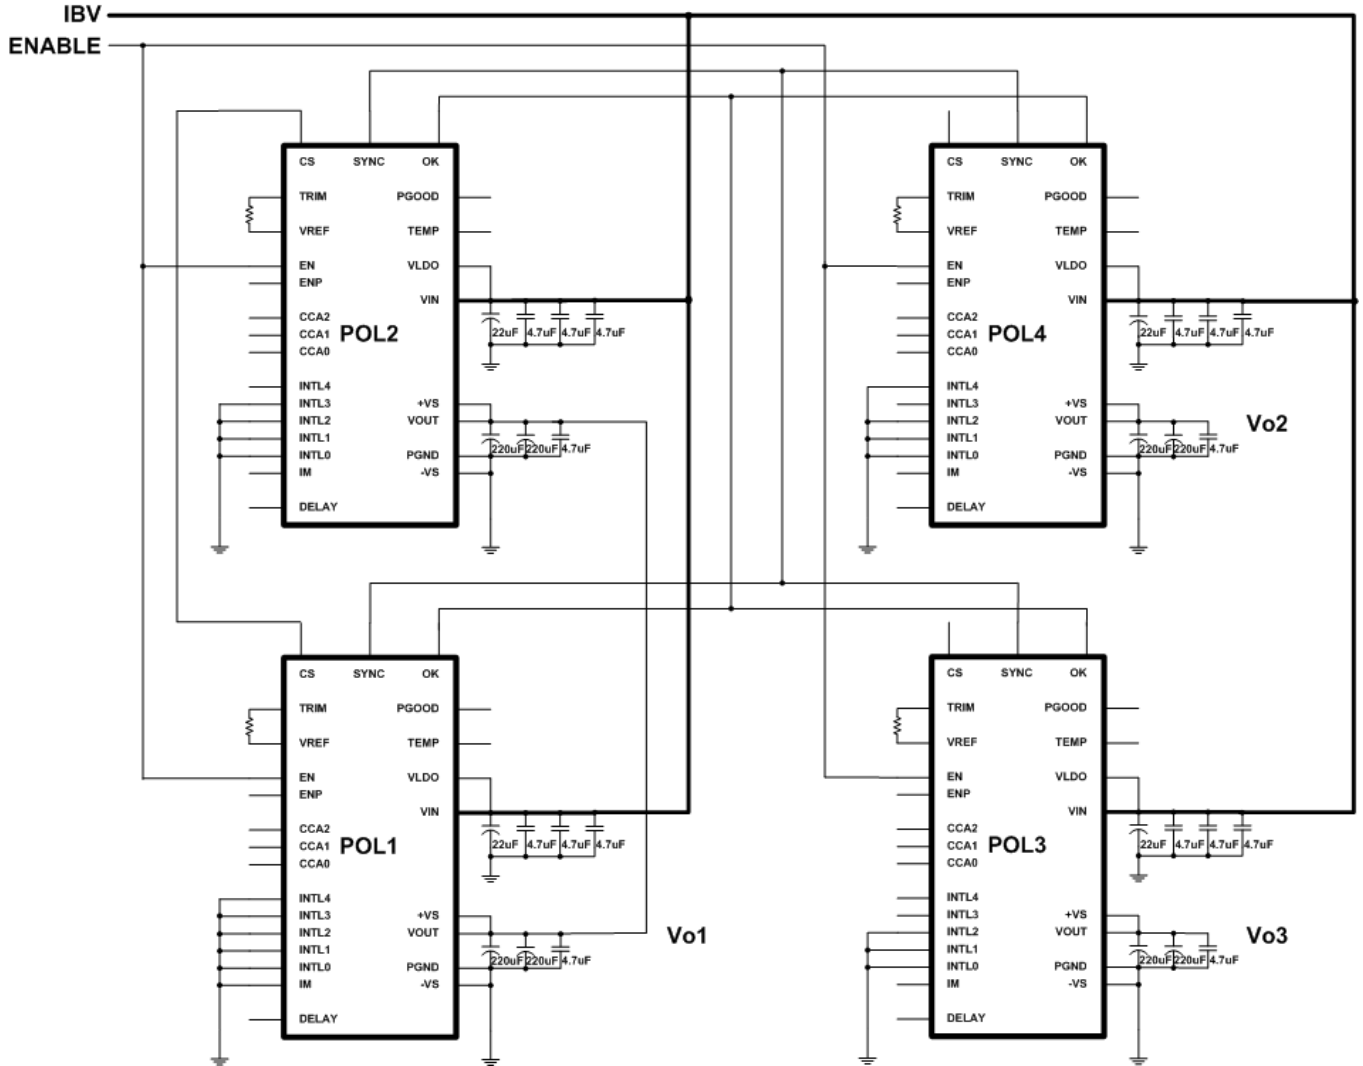 IBV
ENABLE
CS SYNC OK
TRIM PGOOD
VREF TEMP
EN VLDO
ENP
VIN
CCA2
CCA1
CCA0
POL2
22uF 4.7uF 4.7uF 4.7uF
INTL4
INTL3 +VS
INTL2 VOUT
INTL1
INTL0 PGND
220uF 220uF 4.7uF
IM -VS
DELAY
CS SYNC OK
TRIM PGOOD
VREF TEMP
EN VLDO
ENP
VIN
CCA2
CCA1
CCA0
POL4
22uF 4.7uF 4.7uF 4.7uF
INTL4
INTL3 +VS
INTL2 VOUT
INTL1
INTL0 PGND
220uF 220uF 4.7uF
IM -VS
DELAY
Vo2
CS SYNC OK
TRIM PGOOD
VREF TEMP
EN VLDO
ENP
VIN
CCA2
CCA1
CCA0
POL1
22uF 4.7uF 4.7uF 4.7uF
INTL4
INTL3 +VS
INTL2 VOUT
INTL1
INTL0 PGND
220uF 220uF 4.7uF
IM -VS
DELAY
Vo1
CS SYNC OK
TRIM PGOOD
VREF TEMP
EN VLDO
ENP
VIN
CCA2
CCA1
CCA0
POL3
22uF 4.7uF 4.7uF 4.7uF
INTL4
INTL3 +VS
INTL2 VOUT
INTL1
INTL0 PGND
220uF 220uF 4.7uF
IM -VS
DELAY
Vo3